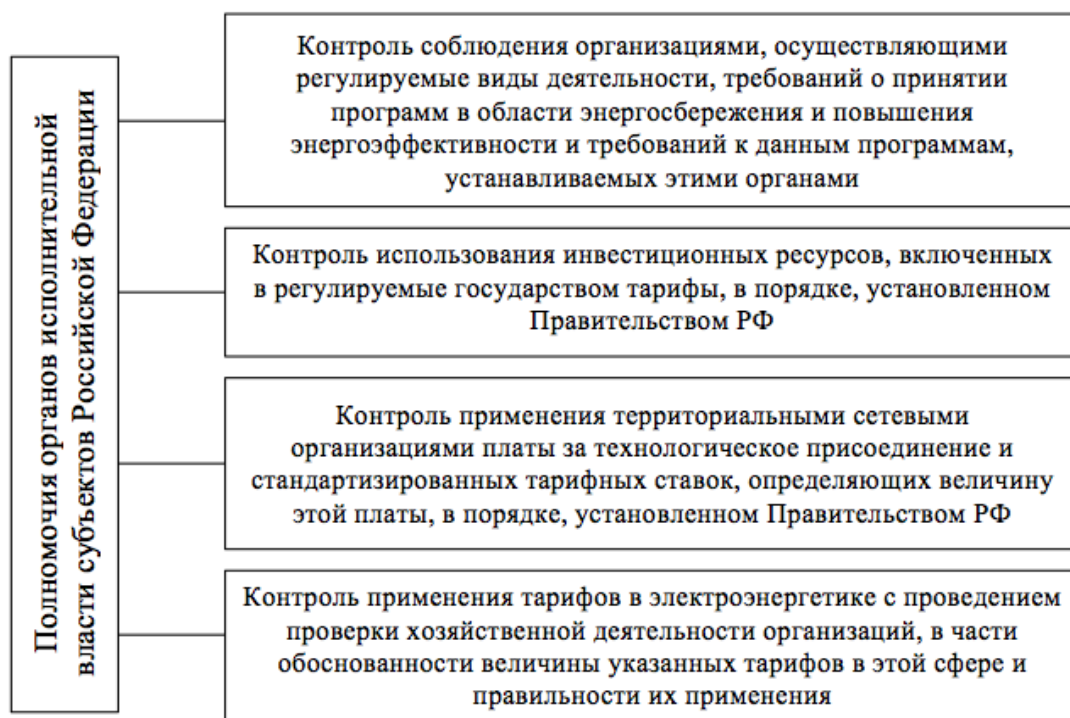 Полномочия органов исполнительной
власти субъектов Российской Федерации
Контроль соблюдения организациями, осуществляющими
регулируемые виды деятельности, требований о принятии
программ в области энергосбережения и повышения
энергоэффективности и требований к данным программам,
устанавливаемых этими органами
Контроль использования инвестиционных ресурсов, включенных
в регулируемые государством тарифы, в порядке, установленном
Правительством РФ
Контроль применения территориальными сетевыми
организациями платы за технологическое присоединение и
стандартизированных тарифных ставок, определяющих величину
этой платы, в порядке, установленном Правительством РФ
Контроль применения тарифов в электроэнергетике с проведением
проверки хозяйственной деятельности организаций, в части
обоснованности величины указанных тарифов в этой сфере и
правильности их применения